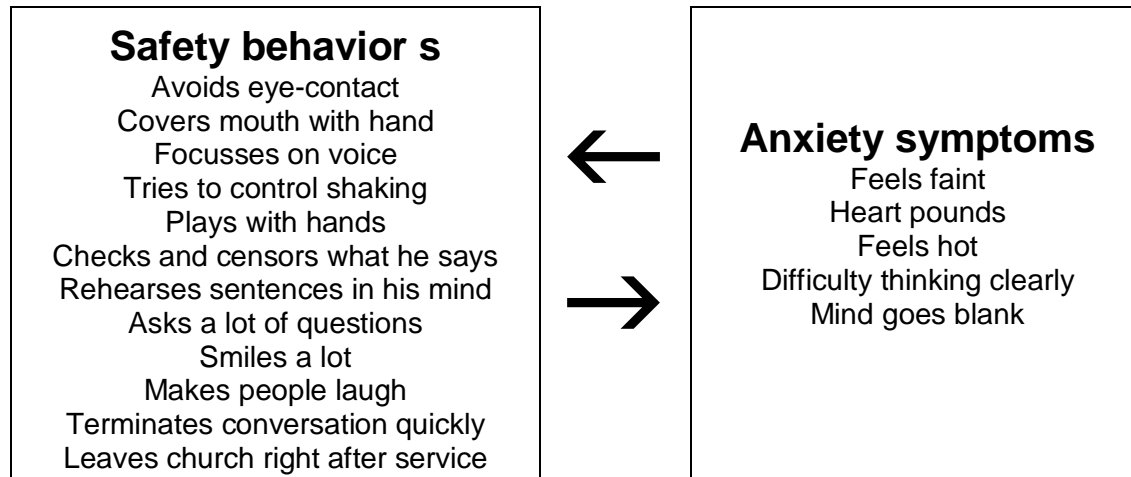 Safety behavior s
Avoids eye-contact
Covers mouth with hand
Focusses on voice
Tries to control shaking
Plays with hands
Checks and censors what he says
Rehearses sentences in his mind
Asks a lot of questions
Smiles a lot
Makes people laugh
Terminates conversation quickly
Leaves church right after service
Anxiety symptoms
Feels faint
Heart pounds
Feels hot
Difficulty thinking clearly
Mind goes blank